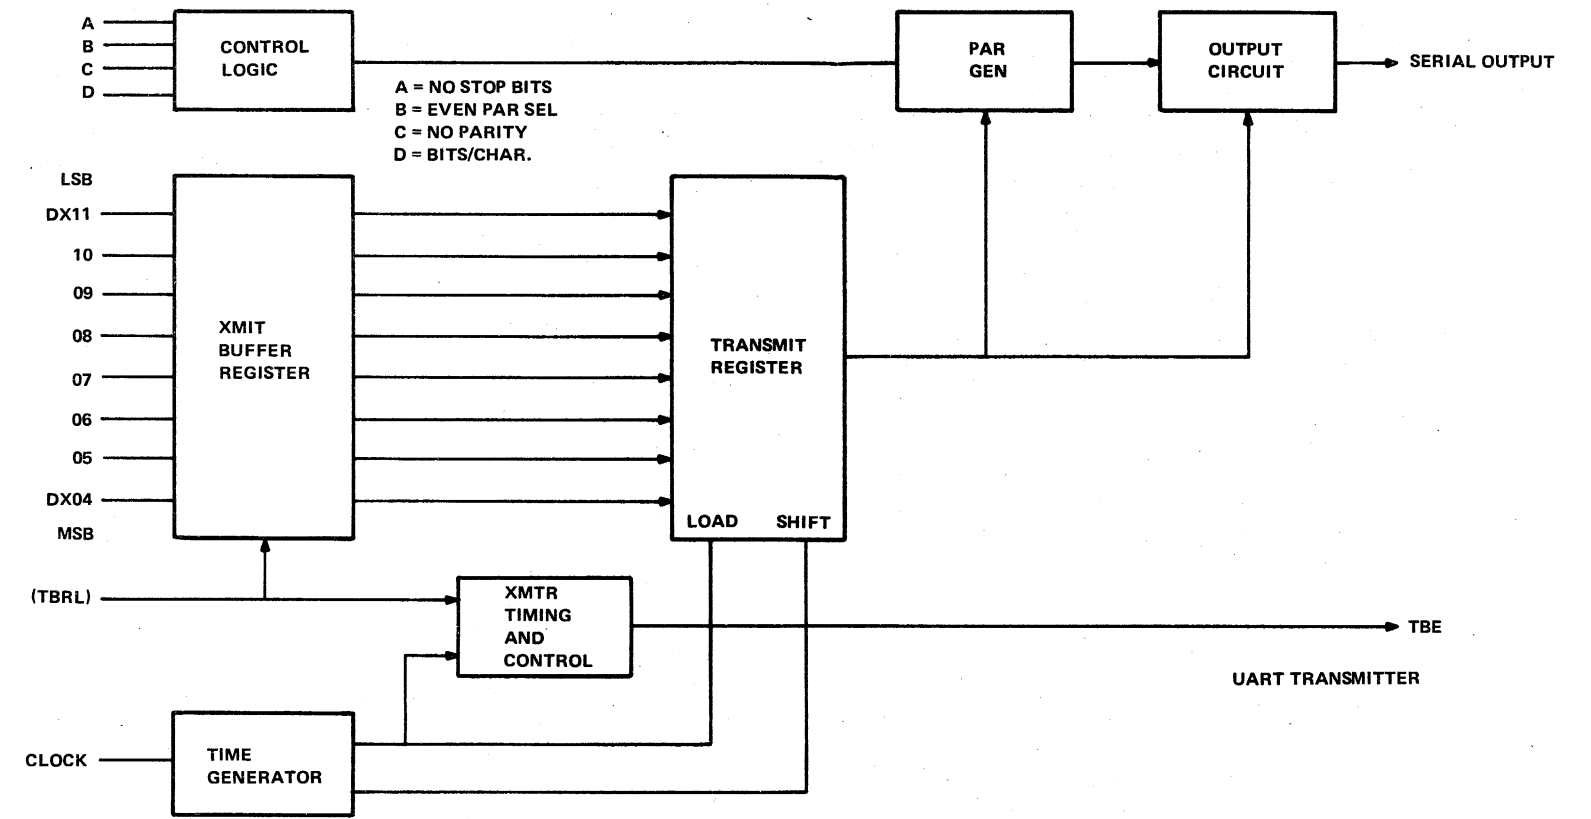 A
B
C
D
CONTROL
LOGIC
A = NO STOP BITS
B = EVEN PAR SEL
C = NO PARITY
D = BITS/CHAR.
PAR
GEN
OUTPUT
CIRCUIT
SERIAL OUTPUT
LSB
DX11
10
09
08
07
06
05
DX04
MSB
XMIT
BUFFER
REGISTER
TRANSMIT
REGISTER
LOAD SHIFT
(TBRL)
XMTR
TIMING
AND
CONTROL
TBE
UART TRANSMITTER
CLOCK
TIME
GENERATOR